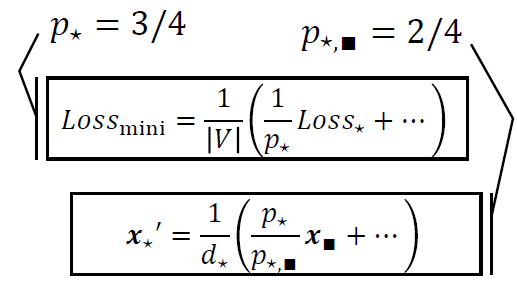 p⋆ = 3/4
p⋆,■ = 2/4
Loss_mini = 1/|V| (1/p⋆ Loss⋆ + ⋯)
x⋆′ = 1/d⋆ (p⋆/p⋆,■ x■ + ⋯)